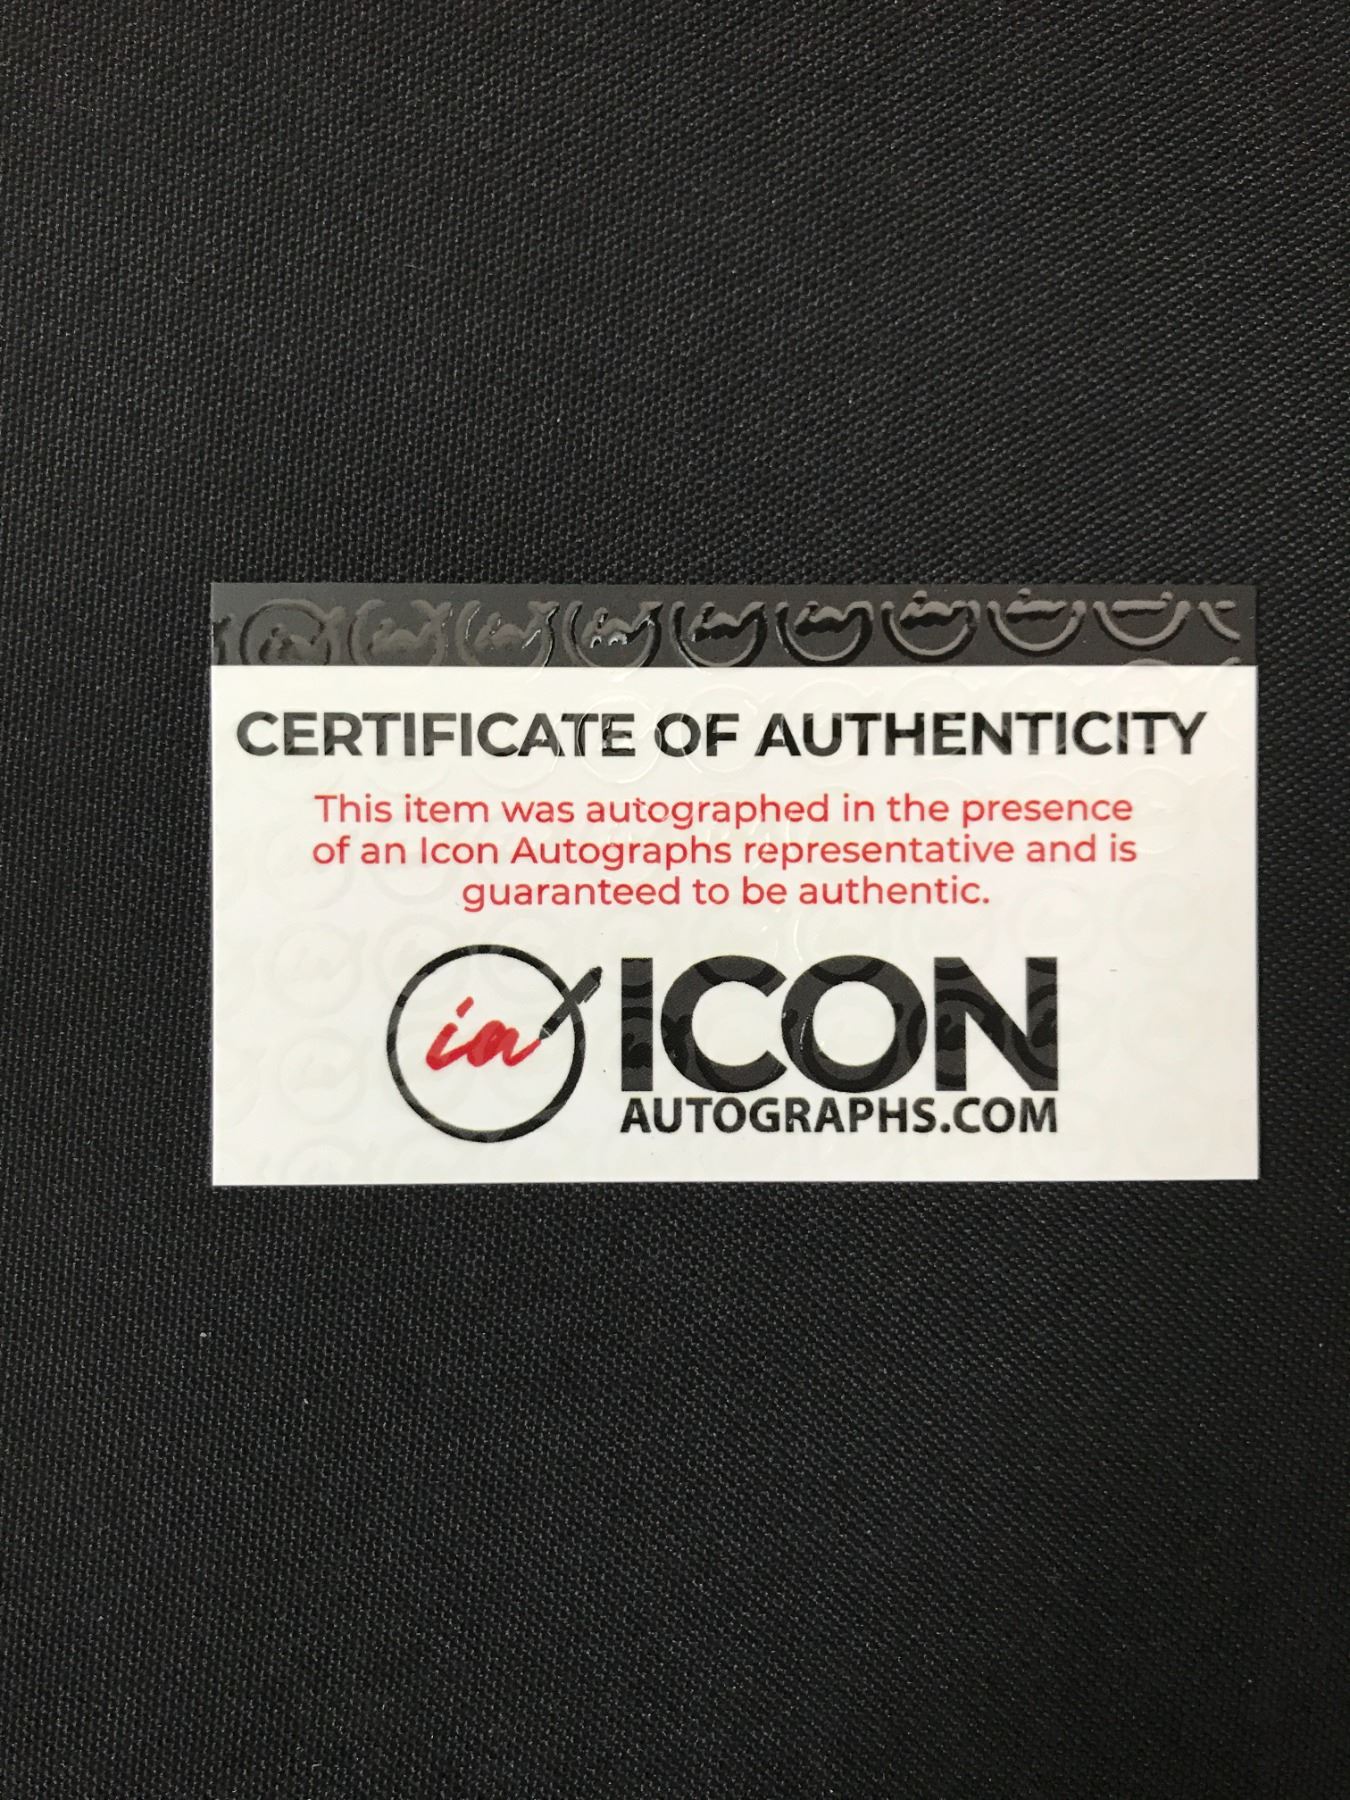 CERTIFICATE OF AUTHENTICITY
This item was autographed in the presence
of an Icon Autographs representative and is
guaranteed to be authentic.
in ICON
AUTOGRAPHS.COM